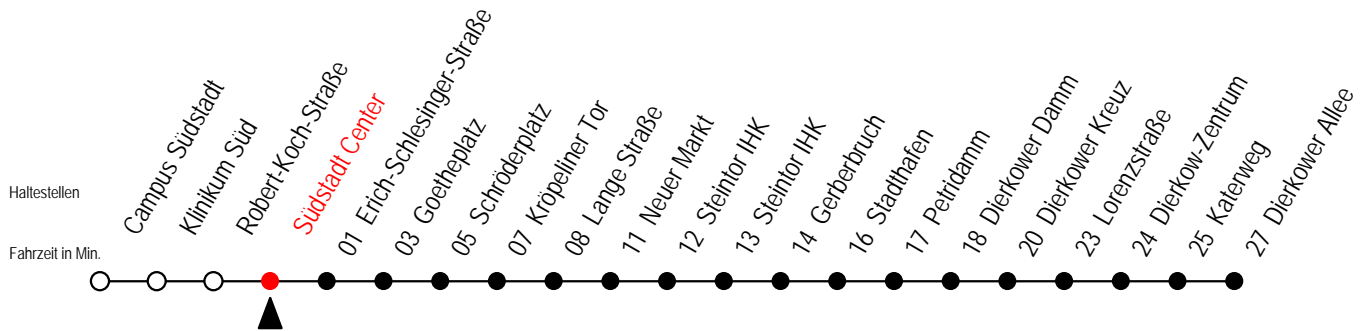 Haltestellen
Fahrzeit in Min.
Campus Südstadt
Klinikum Süd
Robert-Koch-Straße
Südstadt Center
01 Erich-Schlesinger-Straße
03 Goetheplatz
05 Schröderplatz
07 Kröpeliner Tor
08 Lange Straße
11 Neuer Markt
12 Steintor IHK
13 Steintor IHK
14 Gerberbruch
16 Stadthafen
17 Petridamm
18 Dierkower Damm
20 Dierkower Kreuz
23 Lorenzstraße
24 Dierkow-Zentrum
25 Katerweg
27 Dierkower Allee